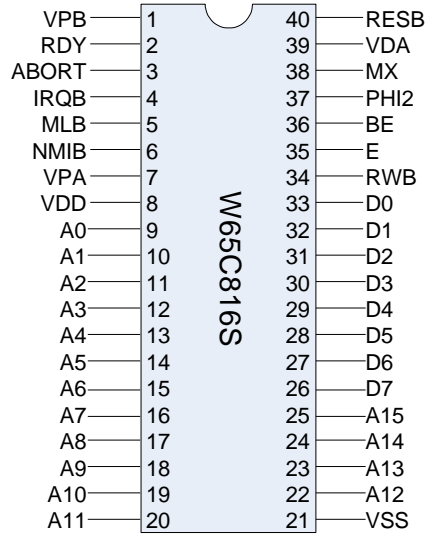 VPB 1 40 RESB
RDY 2 39 VDA
ABORT 3 38 MX
IRQB 4 37 PHI2
MLB 5 36 BE
NMIB 6 35 E
VPA 7 34 RWB
VDD 8 33 D0
A0 9 32 D1
A1 10 31 D2
A2 11 30 D3
A3 12 29 D4
A4 13 28 D5
A5 14 27 D6
A6 15 26 D7
A7 16 25 A15
A8 17 24 A14
A9 18 23 A13
A10 19 22 A12
A11 20 21 VSS
W65C816S